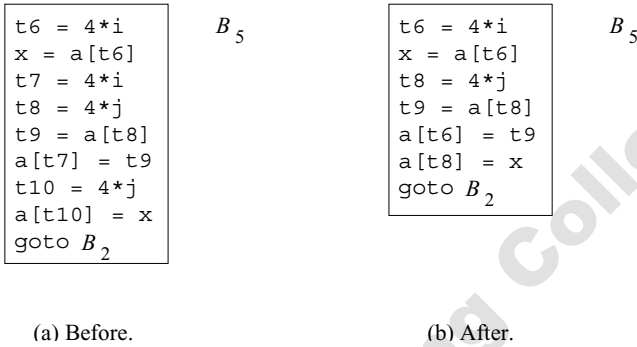 t6 = 4*i
x = a[t6]
t7 = 4*i
t8 = 4*j
t9 = a[t8]
a[t7] = t9
t10 = 4*j
a[t10] = x
goto B2
B5
t6 = 4*i
x = a[t6]
t8 = 4*j
t9 = a[t8]
a[t6] = t9
a[t8] = x
goto B2
B5
(a) Before.
(b) After.